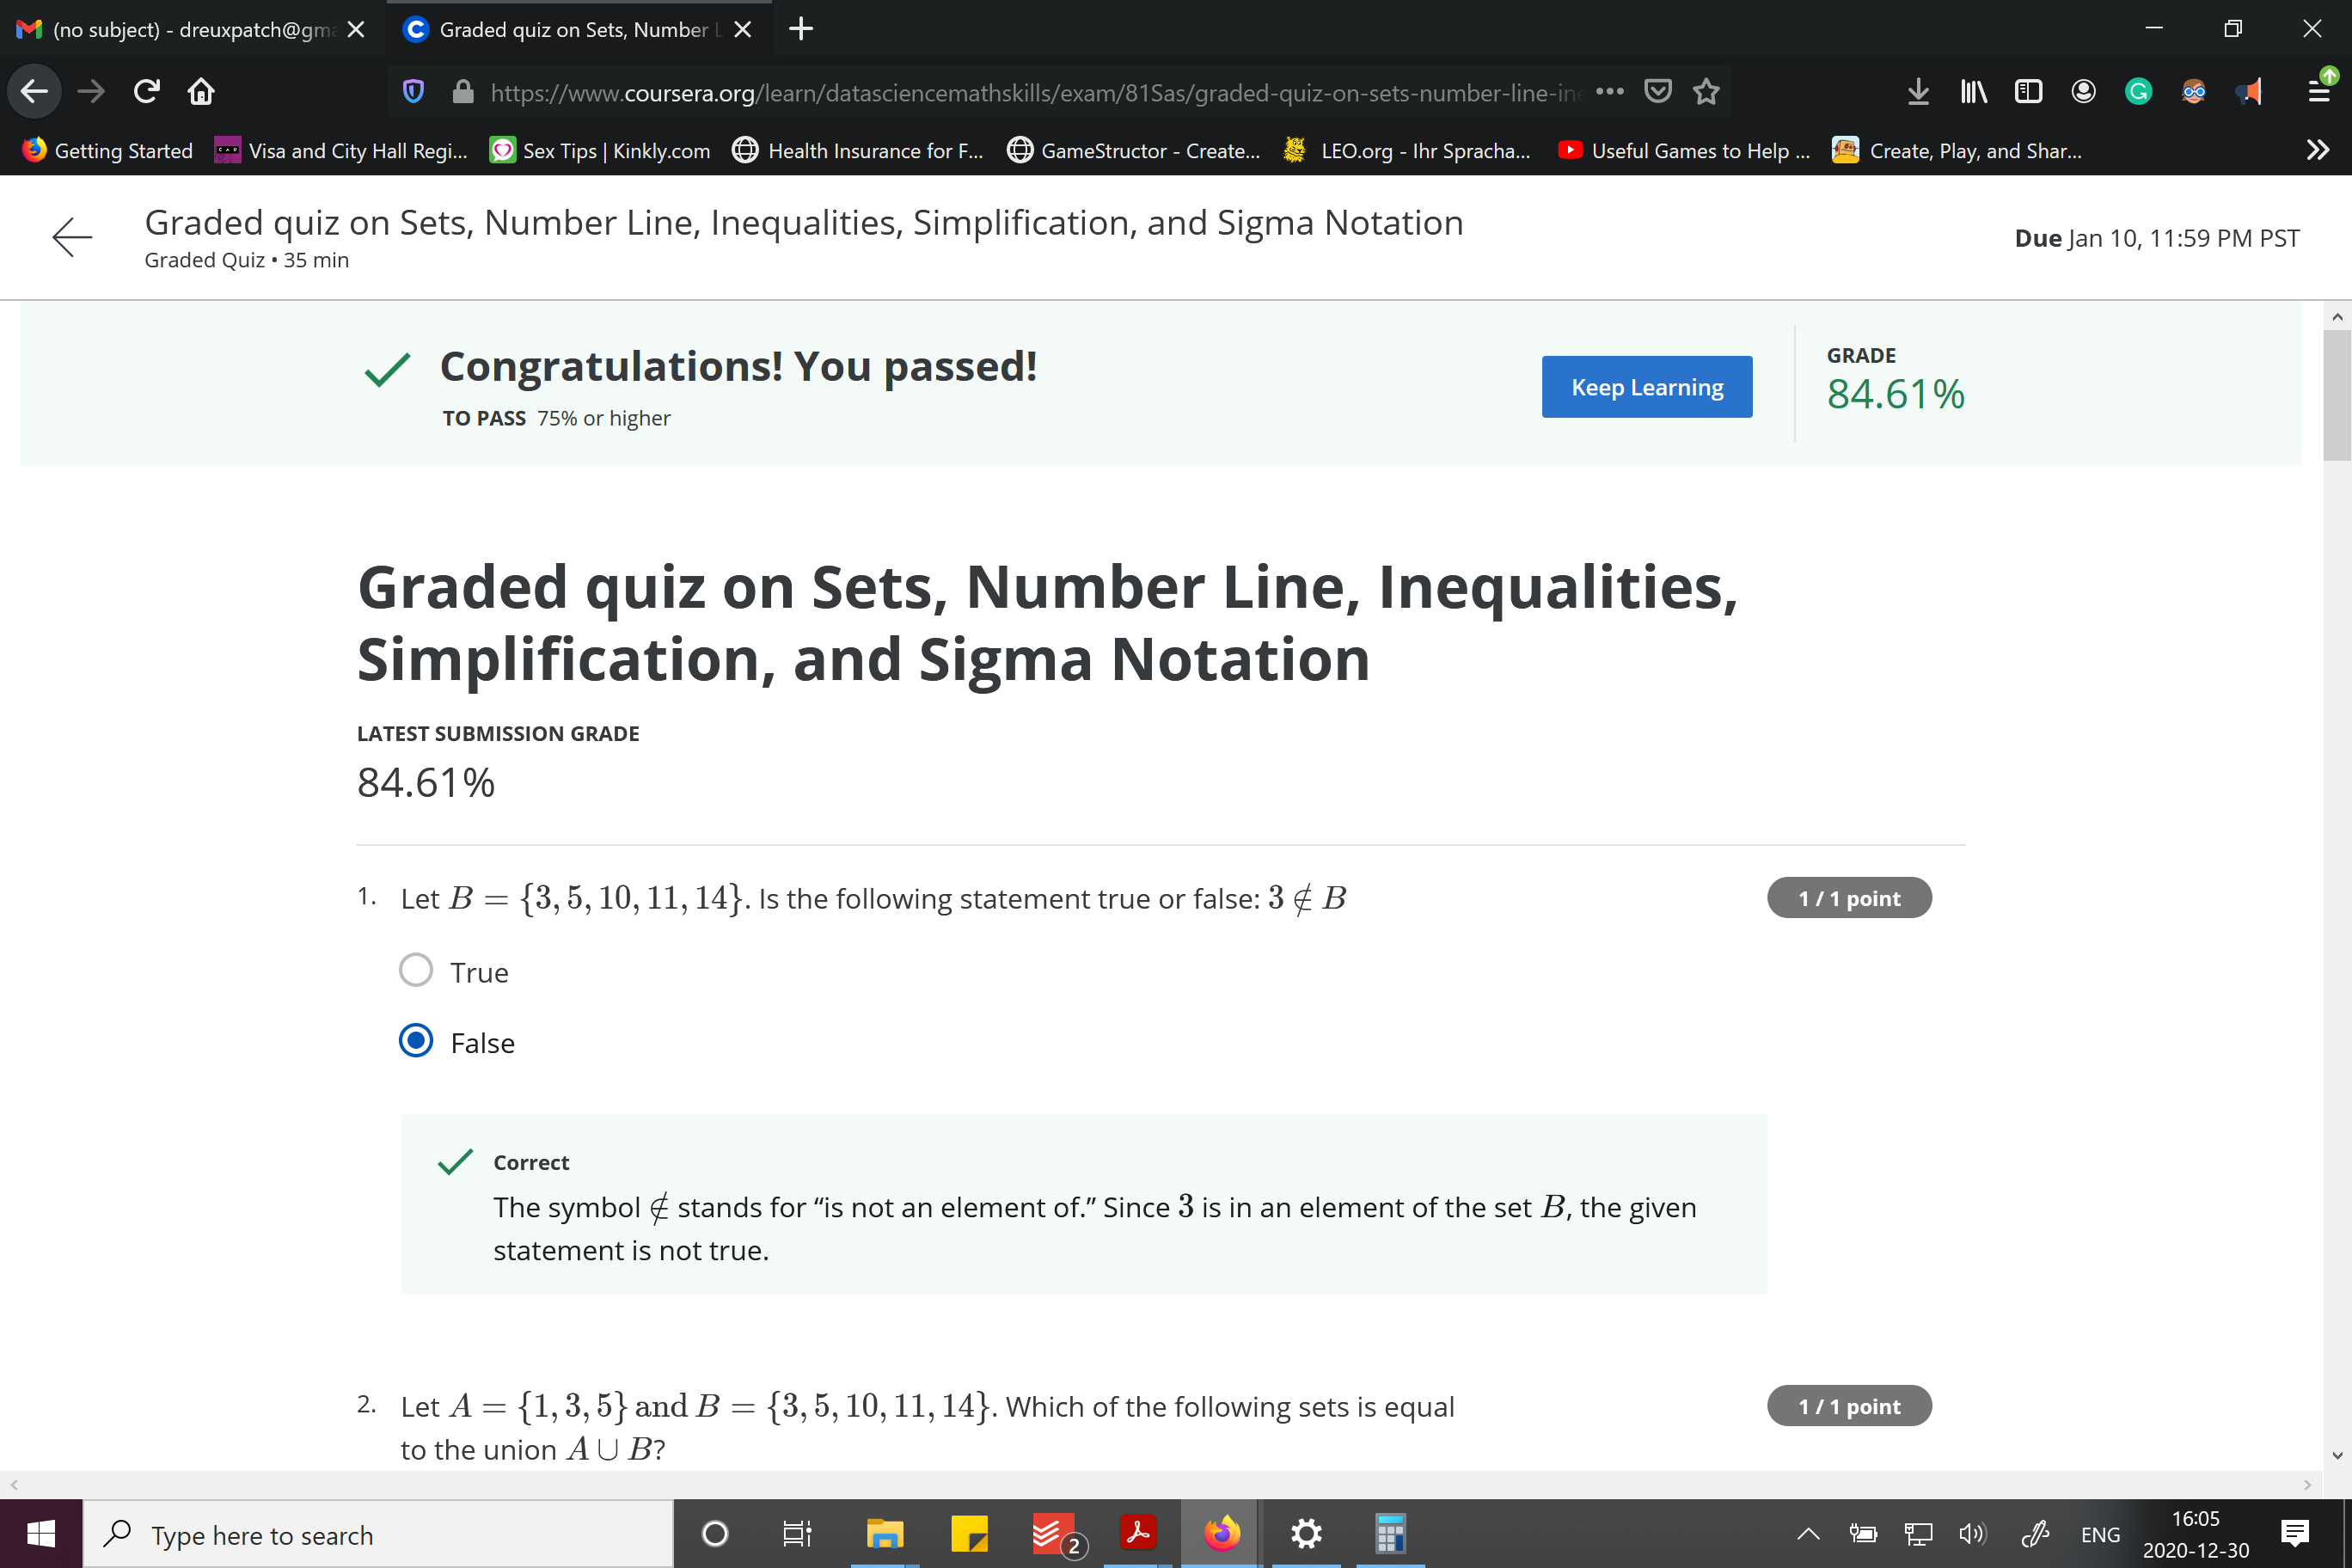 (no subject) - dreuxpatch@gma
Graded quiz on Sets, Number L
https://www.coursera.org/learn/datasciencemathskills/exam/81Sas/graded-quiz-on-sets-number-line-ine
Getting Started
Visa and City Hall Regi...
Sex Tips | Kinkly.com
Health Insurance for F...
GameStructor - Create...
LEO.org - Ihr Spracha...
Useful Games to Help ...
Create, Play, and Shar...
Graded quiz on Sets, Number Line, Inequalities, Simplification, and Sigma Notation
Graded Quiz • 35 min
Due Jan 10, 11:59 PM PST
Congratulations! You passed!
TO PASS 75% or higher
Keep Learning
GRADE
84.61%
Graded quiz on Sets, Number Line, Inequalities,
Simplification, and Sigma Notation
LATEST SUBMISSION GRADE
84.61%
1. Let B = {3, 5, 10, 11, 14}. Is the following statement true or false: 3 ∉ B
1 / 1 point
True
False
Correct
The symbol ∉ stands for “is not an element of.” Since 3 is in an element of the set B, the given
statement is not true.
2. Let A = {1, 3, 5} and B = {3, 5, 10, 11, 14}. Which of the following sets is equal
to the union A ∪ B?
1 / 1 point
Type here to search
2
ENG
16:05
2020-12-30